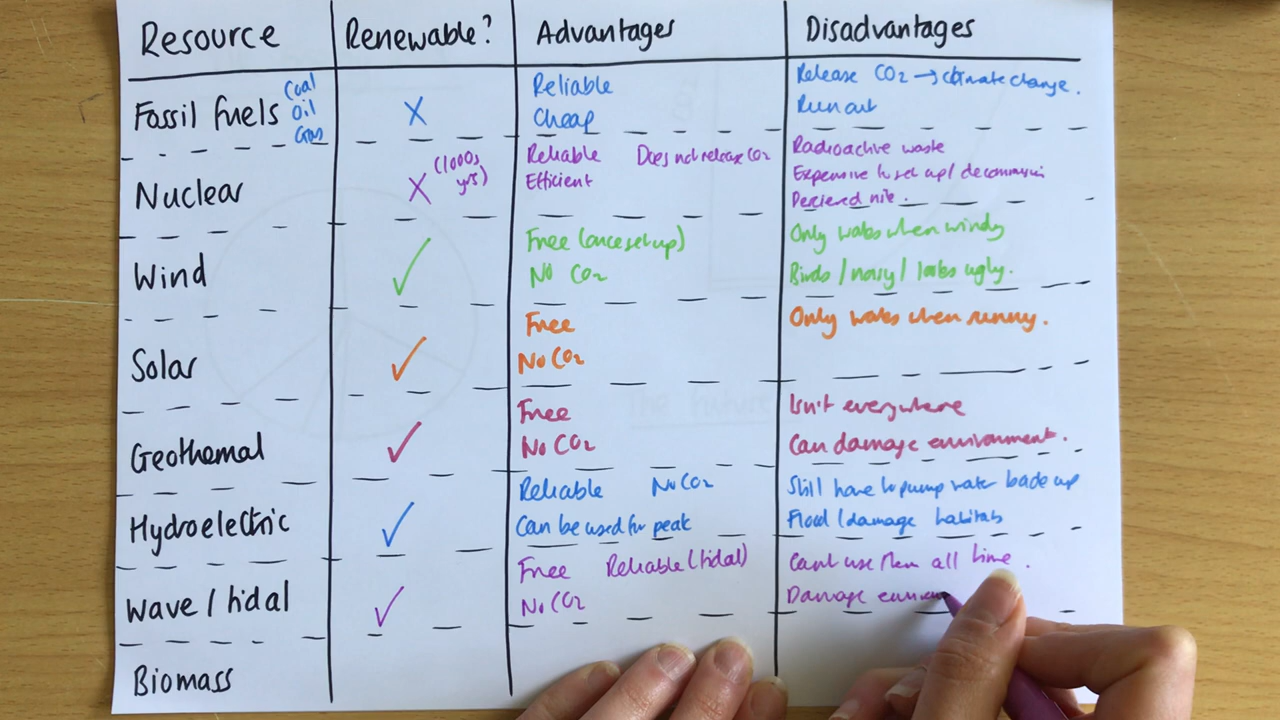 Resource Renewable? Advantages Disadvantages
Fossil fuels Coal Oil Gas X Reliable Cheap Release CO2 → climate change. Run out
Nuclear X (1000s yrs) Reliable Does not release CO2 Efficient Radioactive waste Expensive to set up/ decommission Percieved risk.
Wind ✓ Free (once set up) No CO2 Only works when windy Birds / noisy / looks ugly.
Solar ✓ Free No CO2 Only works when sunny.
Geothemal ✓ Free No CO2 Isn't everywhere Can damage environment.
Hydroelectric ✓ Reliable No CO2 Can be used for peak Still have to pump water back up Flood / damage habitats
Wave / tidal ✓ Free Reliable (tidal) No CO2 Can't use them all time. Damage
Biomass